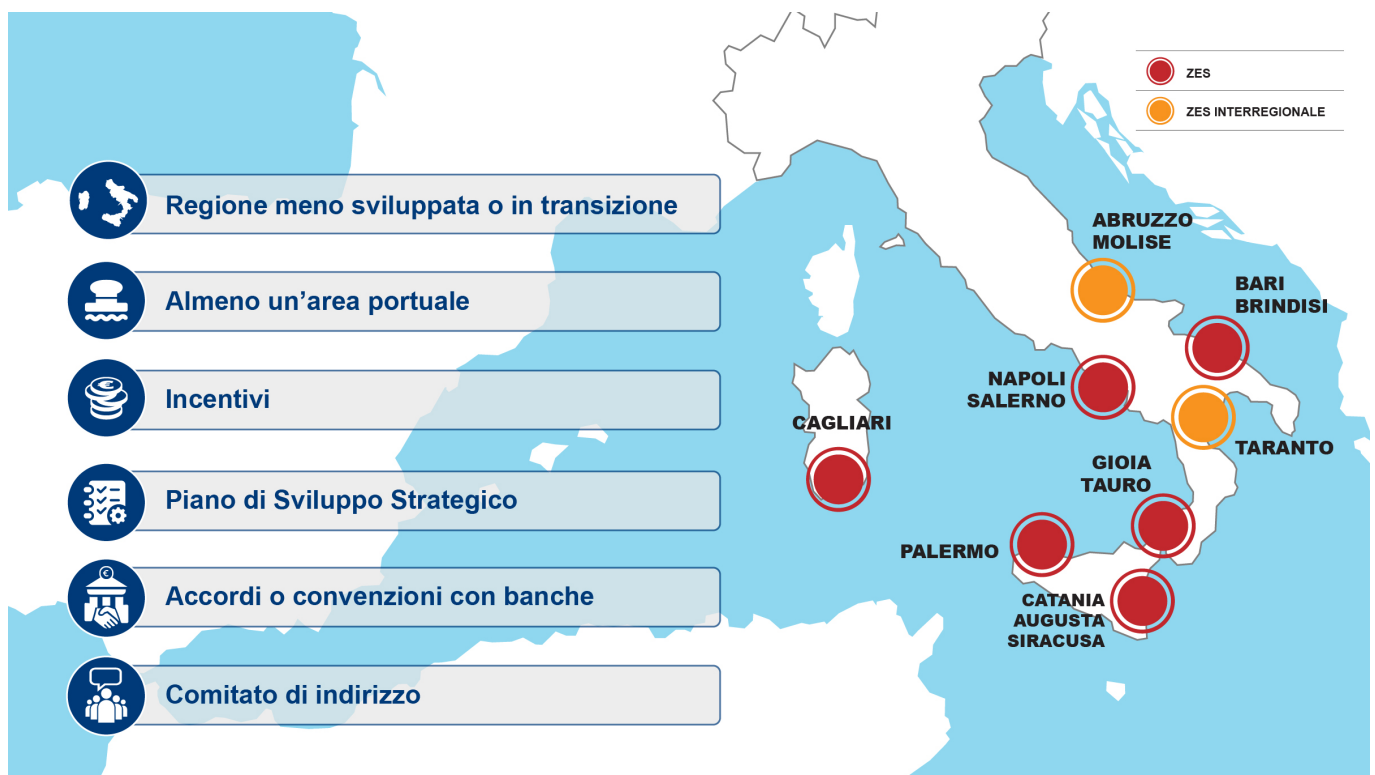 Regione meno sviluppata o in transizione
Almeno un’area portuale
€
Incentivi
Piano di Sviluppo Strategico
€
Accordi o convenzioni con banche
Comitato di indirizzo
ZES
ZES INTERREGIONALE
ABRUZZO
MOLISE
BARI
BRINDISI
NAPOLI
SALERNO
CAGLIARI
TARANTO
GIOIA
TAURO
PALERMO
CATANIA
AUGUSTA
SIRACUSA